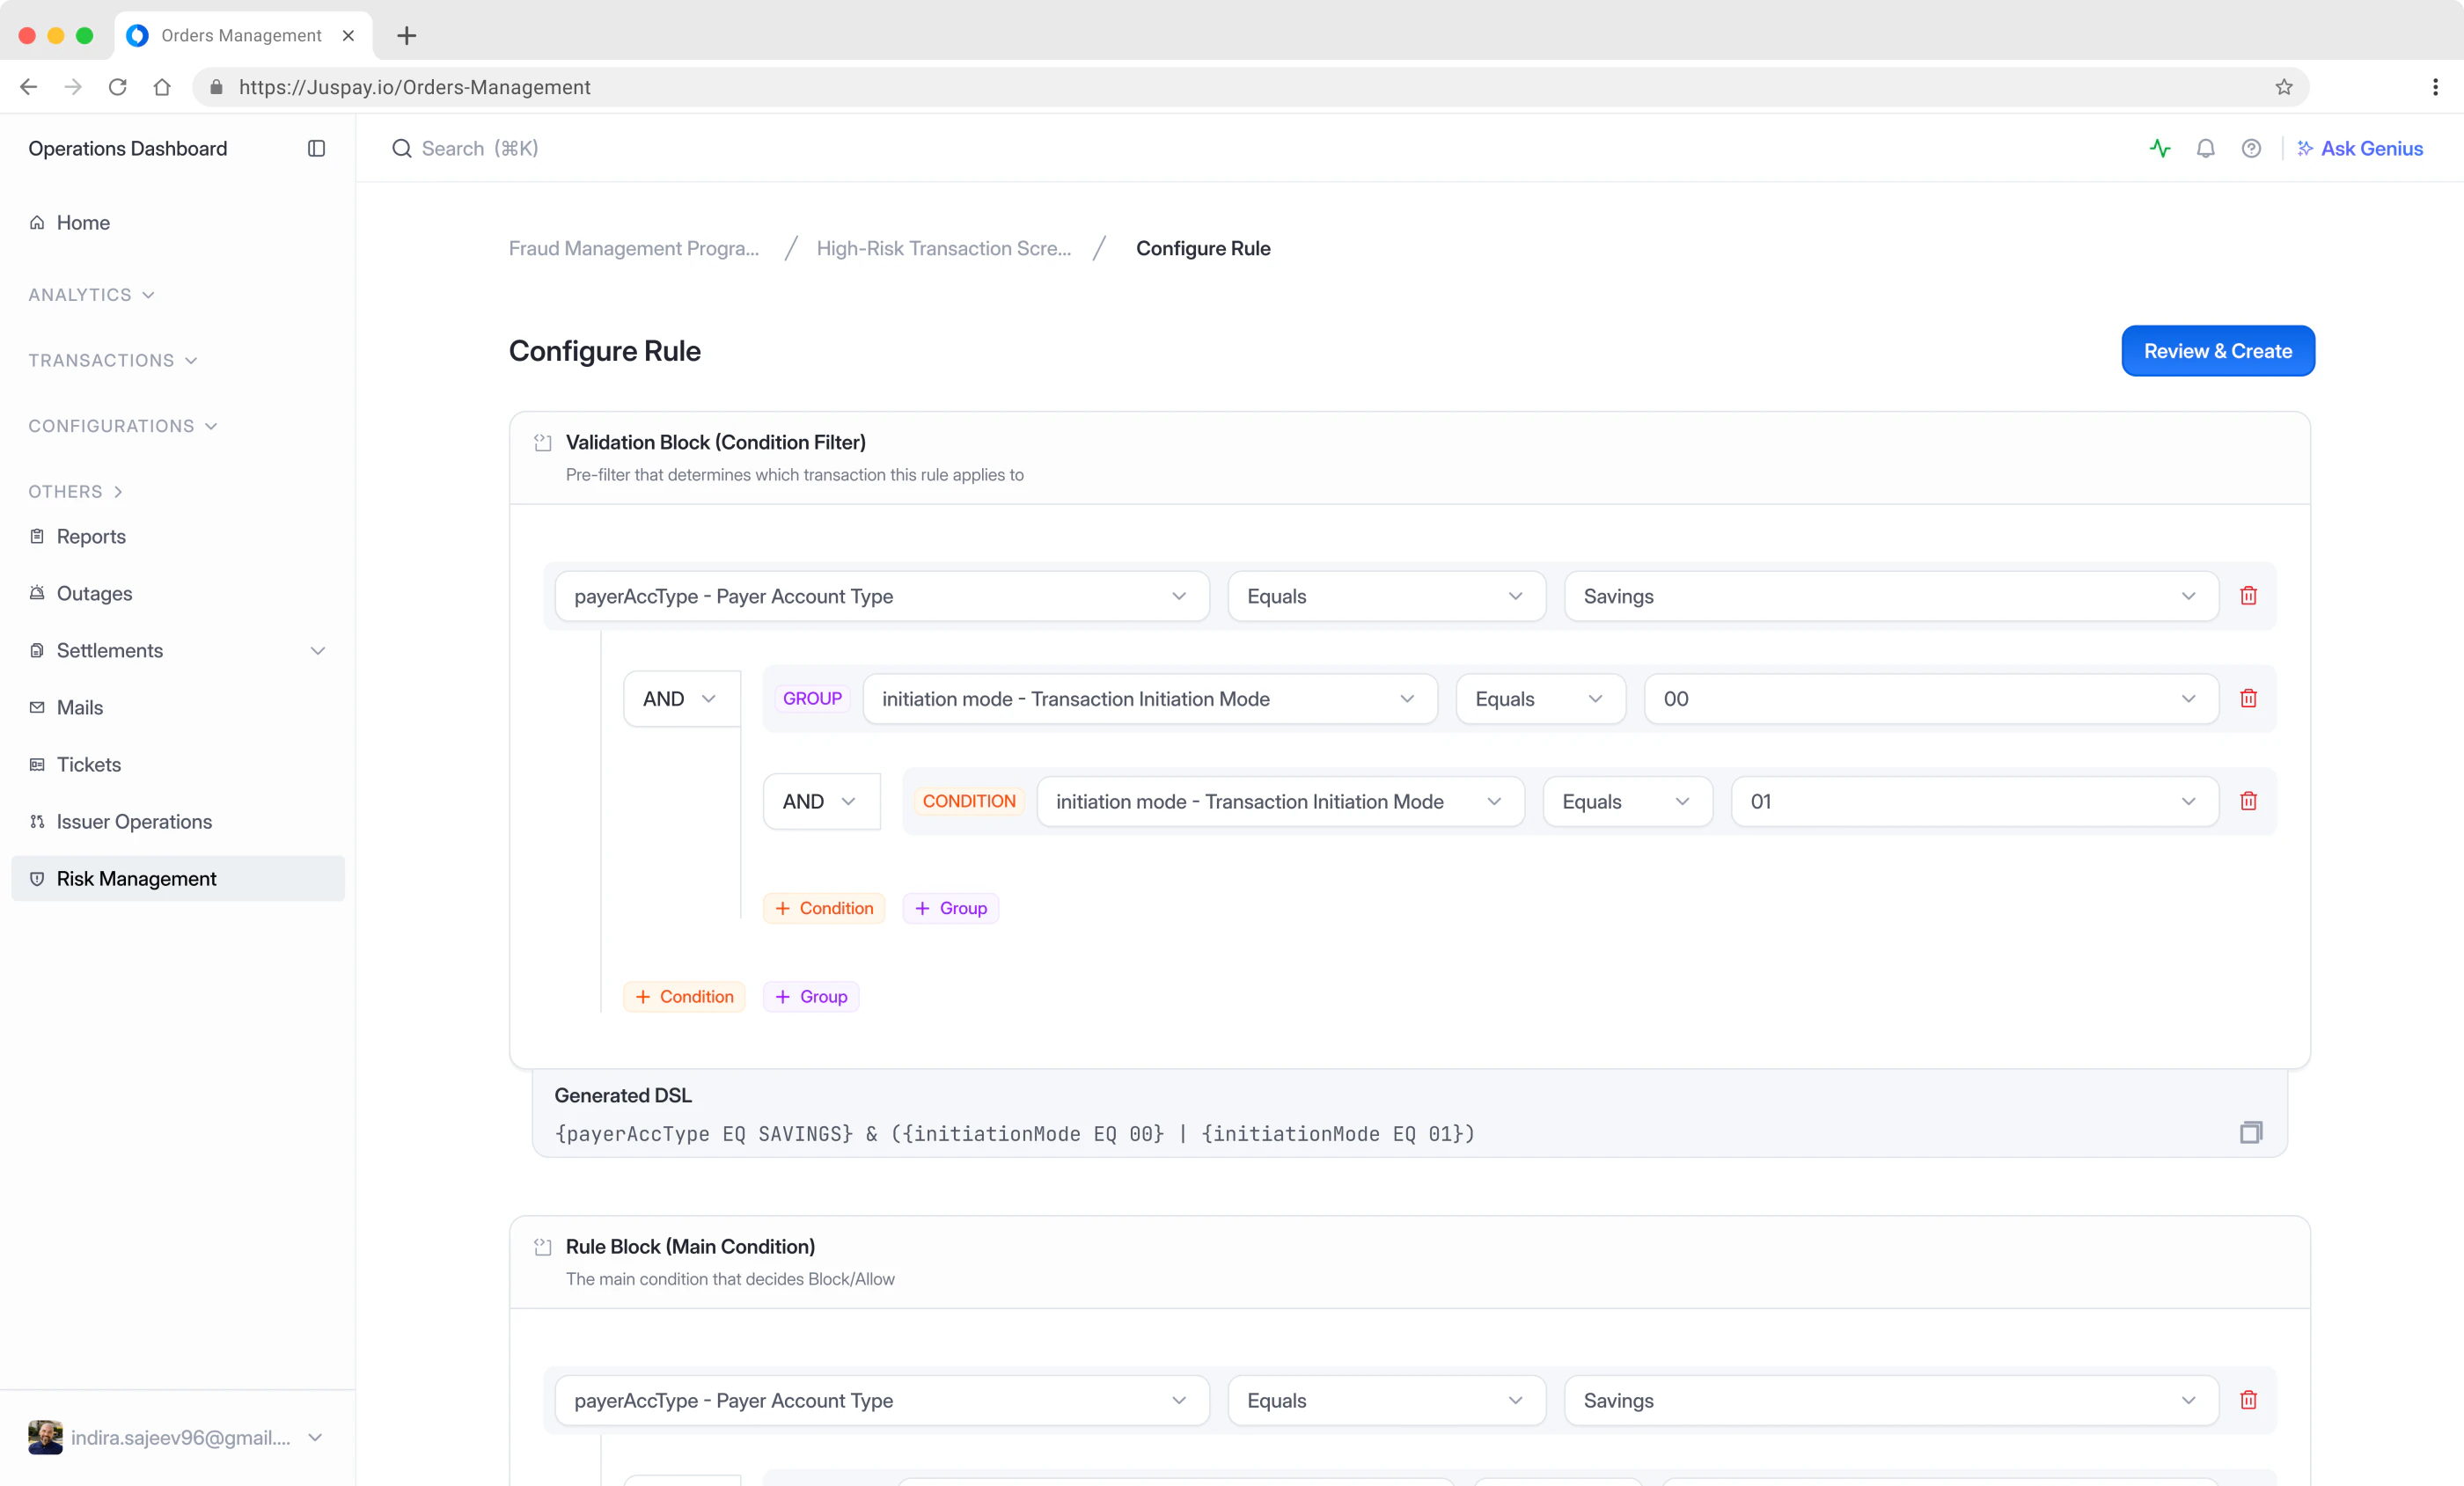 Orders Management
https://Juspay.io/Orders-Management
Operations Dashboard
Search (⌘K)
Ask Genius
Home
ANALYTICS
TRANSACTIONS
CONFIGURATIONS
OTHERS
Reports
Outages
Settlements
Mails
Tickets
Issuer Operations
Risk Management
indira.sajeev96@gmail....
Fraud Management Progra... / High-Risk Transaction Scre... / Configure Rule
Configure Rule
Review & Create
Validation Block (Condition Filter)
Pre-filter that determines which transaction this rule applies to
payerAccType - Payer Account Type Equals Savings
AND GROUP initiation mode - Transaction Initiation Mode Equals 00
AND CONDITION initiation mode - Transaction Initiation Mode Equals 01
+ Condition + Group
+ Condition + Group
Generated DSL
{payerAccType EQ SAVINGS} & ({initiationMode EQ 00} | {initiationMode EQ 01})
Rule Block (Main Condition)
The main condition that decides Block/Allow
payerAccType - Payer Account Type Equals Savings